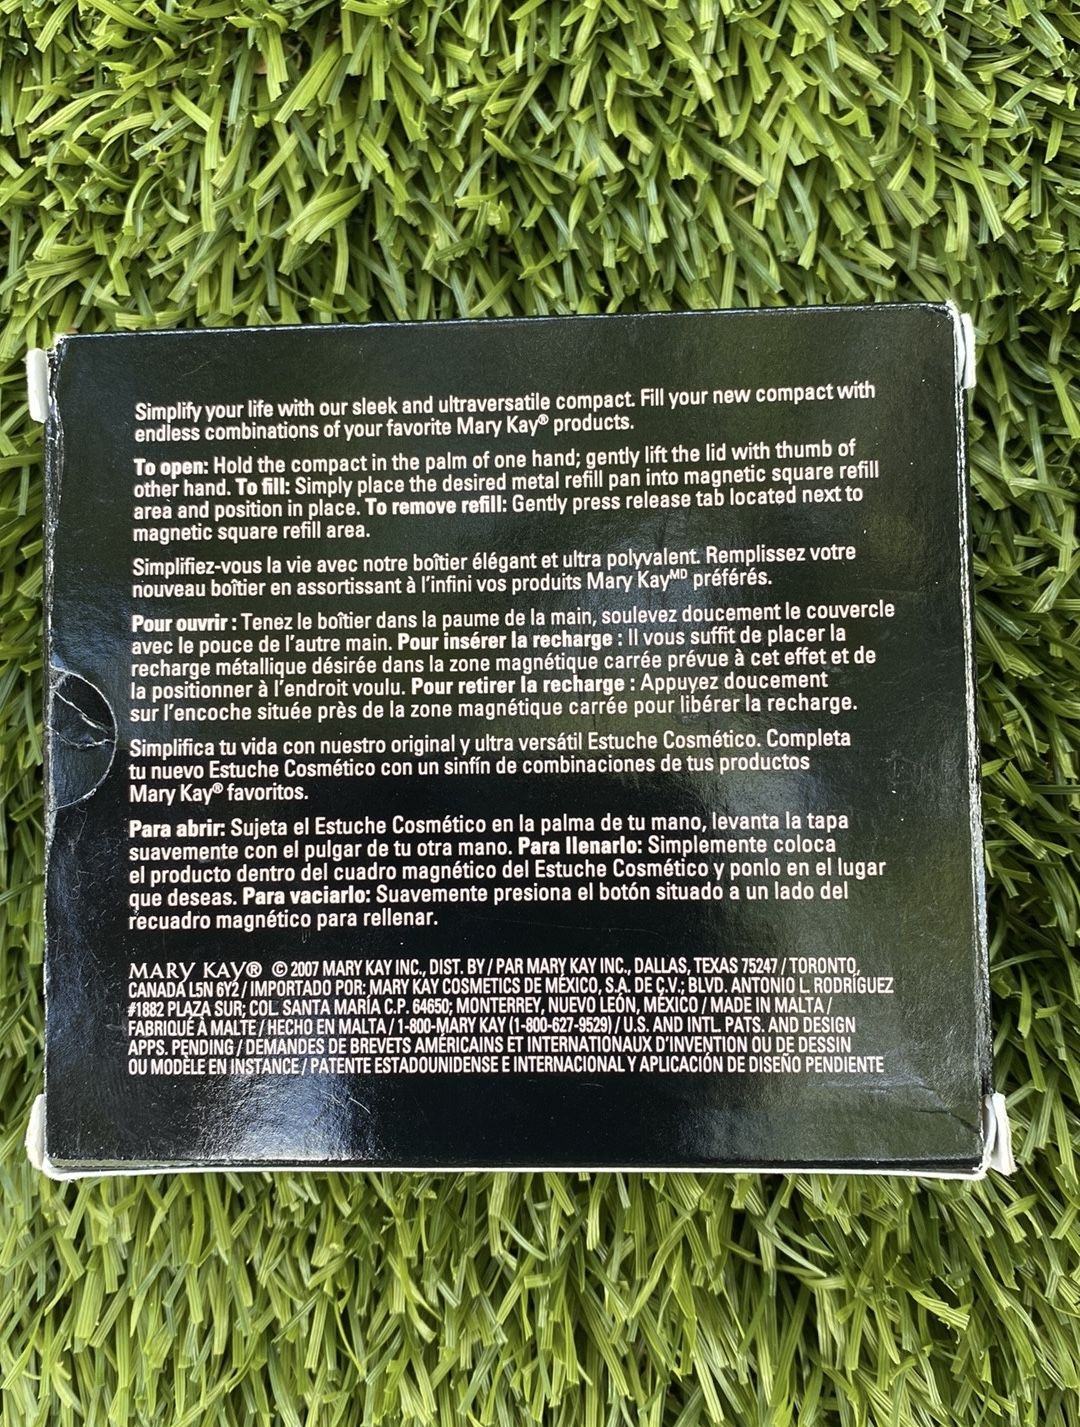 Simplify your life with our sleek and ultraversatile compact. Fill your new compact with
endless combinations of your favorite Mary Kay® products.
To open: Hold the compact in the palm of one hand; gently lift the lid with thumb of
other hand. To fill: Simply place the desired metal refill pan into magnetic square refill
area and position in place. To remove refill: Gently press release tab located next to
magnetic square refill area.
Simplifiez-vous la vie avec notre boîtier élégant et ultra polyvalent. Remplissez votre
nouveau boîtier en assortissant à l'infini vos produits Mary Kayᴹᴰ préférés.
Pour ouvrir : Tenez le boîtier dans la paume de la main, soulevez doucement le couvercle
avec le pouce de l'autre main. Pour insérer la recharge : Il vous suffit de placer la
recharge métallique désirée dans la zone magnétique carrée prévue à cet effet et de
la positionner à l'endroit voulu. Pour retirer la recharge : Appuyez doucement
sur l'encoche située près de la zone magnétique carrée pour libérer la recharge.
Simplifica tu vida con nuestro original y ultra versátil Estuche Cosmético. Completa
tu nuevo Estuche Cosmético con un sinfín de combinaciones de tus productos
Mary Kay® favoritos.
Para abrir: Sujeta el Estuche Cosmético en la palma de tu mano, levanta la tapa
suavemente con el pulgar de tu otra mano. Para llenarlo: Simplemente coloca
el producto dentro del cuadro magnético del Estuche Cosmético y ponlo en el lugar
que deseas. Para vaciarlo: Suavemente presiona el botón situado a un lado del
recuadro magnético para rellenar.
MARY KAY® © 2007 MARY KAY INC., DIST. BY / PAR MARY KAY INC., DALLAS, TEXAS 75247 / TORONTO,
CANADA L5N 6Y2 / IMPORTADO POR: MARY KAY COSMETICS DE MÉXICO, S.A. DE C.V.; BLVD. ANTONIO L. RODRÍGUEZ
#1882 PLAZA SUR; COL. SANTA MARÍA C.P. 64650; MONTERREY, NUEVO LEÓN, MÉXICO / MADE IN MALTA /
FABRIQUÉ À MALTE / HECHO EN MALTA / 1-800-MARY KAY (1-800-627-9529) / U.S. AND INTL. PATS. AND DESIGN
APPS. PENDING / DEMANDES DE BREVETS AMÉRICAINS ET INTERNATIONAUX D'INVENTION OU DE DESSIN
OU MODÈLE EN INSTANCE / PATENTE ESTADOUNIDENSE E INTERNACIONAL Y APLICACIÓN DE DISEÑO PENDIENTE